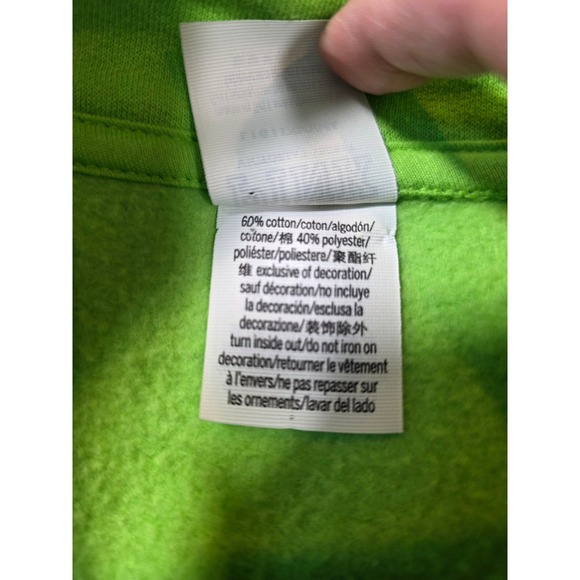 60% cotton/coton/algodón/
cotone/棉 40% polyester/
poliéster/poliestere/聚酯纤
维 exclusive of decoration/
sauf décoration/no incluye
la decoración/esclusa la
decorazione/装饰除外
turn inside out/do not iron on
decoration/retourner le vêtement
à l'envers/ne pas repasser sur
les ornements/lavar del lado